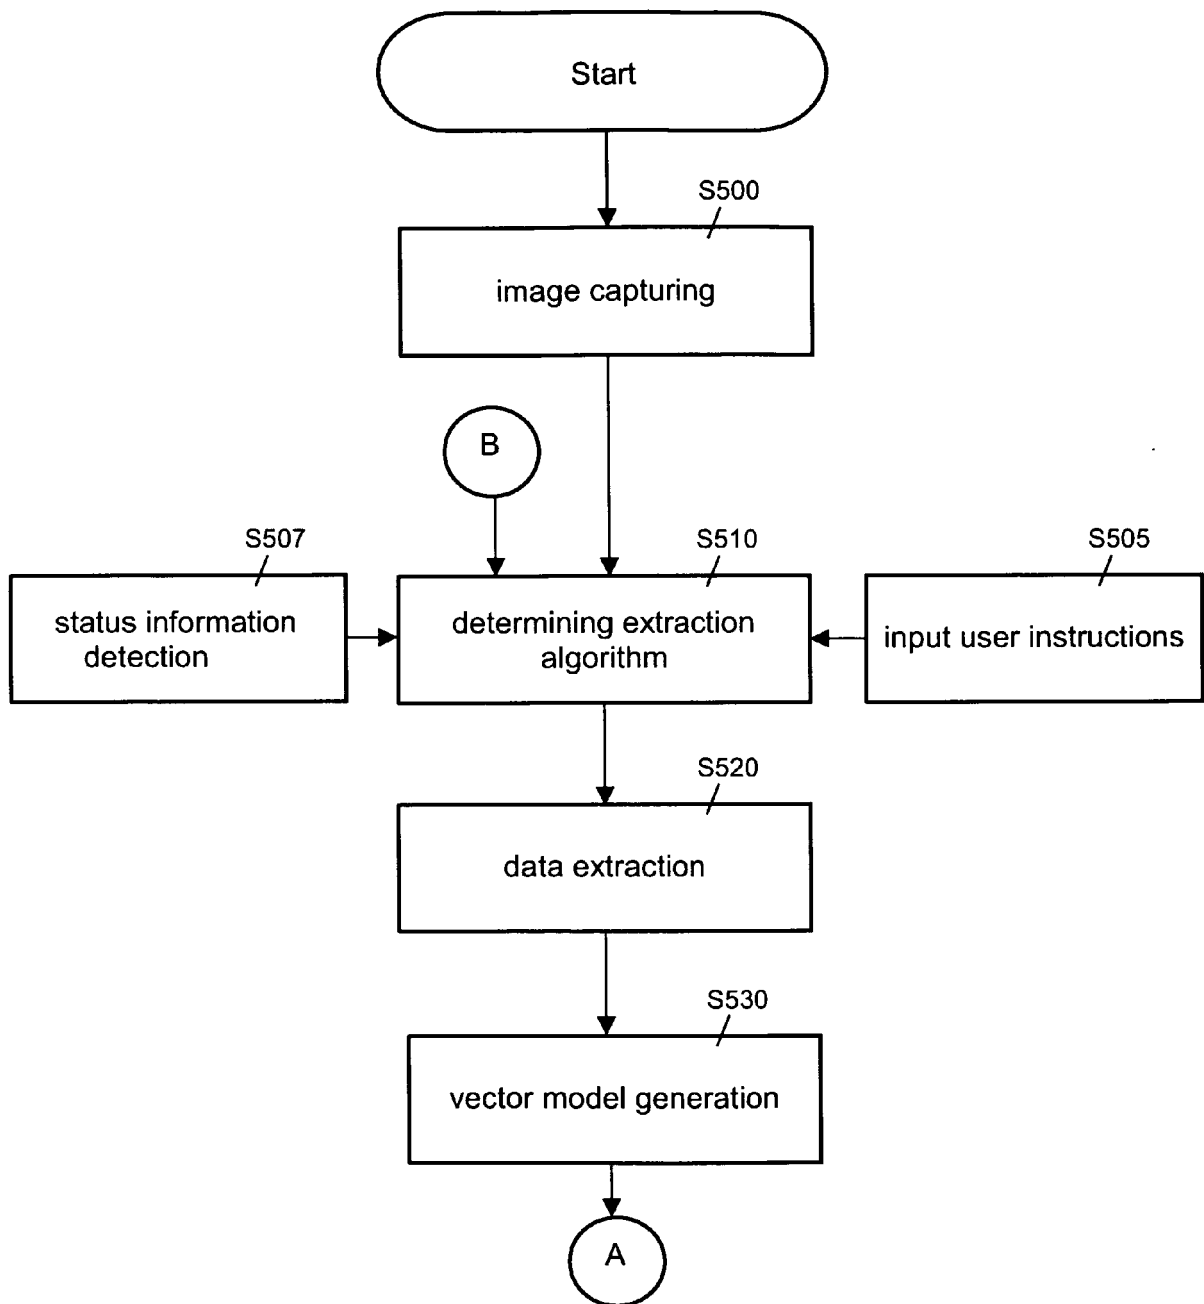 Start
S500
image capturing
B
S507
S510
S505
status information
detection
determining extraction
algorithm
input user instructions
S520
data extraction
S530
vector model generation
A